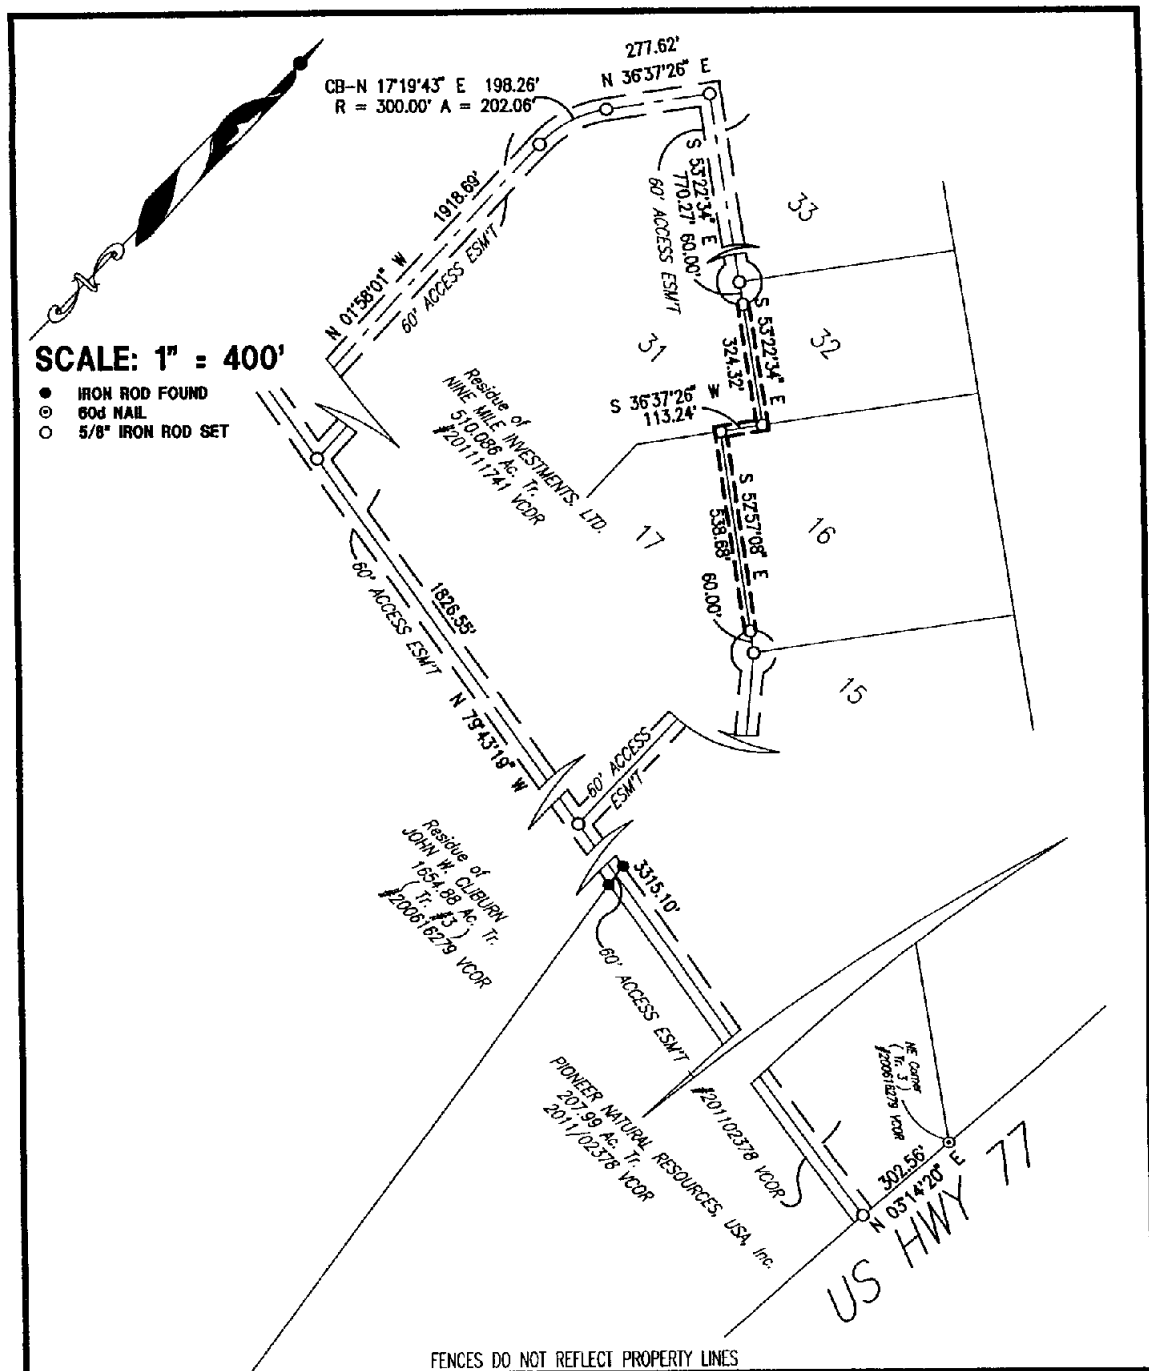 277.62'
N 36°37'26" E
CB-N 17°19'43" E 198.26'
R = 300.00' A = 202.06'
1918.69'
N 01°58'01" W
60' ACCESS ESM'T
S 53°22'34" E
770.27'
60.00'
60' ACCESS ESM'T
33
SCALE: 1" = 400'
IRON ROD FOUND
60d NAIL
5/8" IRON ROD SET
31
S 53°22'34" E
324.32'
32
S 36°37'26" W
113.24'
Residue of
NINE MILE INVESTMENTS, LTD.
510.086 Ac. Tr.
#201111741 VCDR
17
S 52°57'08" E
538.68'
16
60.00'
15
60' ACCESS ESM'T
1826.55'
N 79°43'19" W
60' ACCESS
ESM'T
Residue of
JOHN W. CLIBURN
1654.88 Ac. Tr.
( Tr. #3 )
#200616279 VCOR
3315.10'
60' ACCESS ESM'T
PIONEER NATURAL RESOURCES, USA, Inc.
207.99 Ac. Tr.
2011/02378 VCOR
#201102378 VCOR
NE Corner
( Tr. 3 )
#200616279 VCOR
302.56'
N 03°14'20" E
US HWY 77
FENCES DO NOT REFLECT PROPERTY LINES